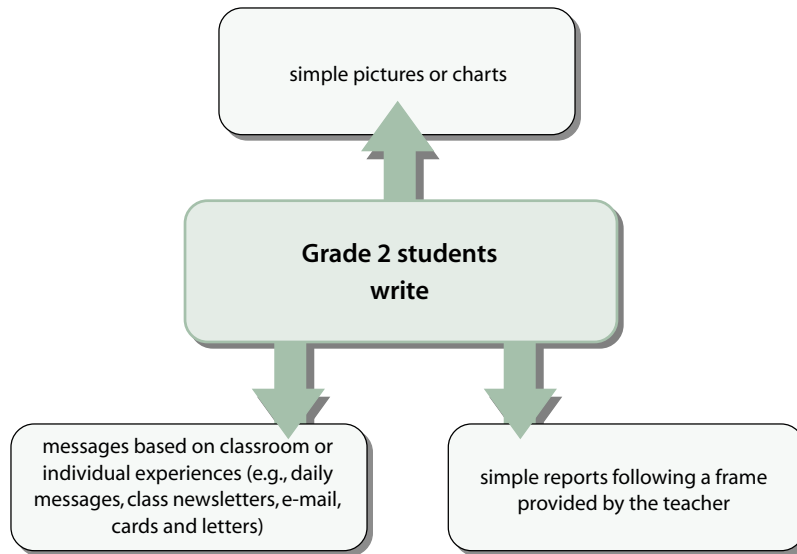 simple pictures or charts
Grade 2 students
write
messages based on classroom or
individual experiences (e.g., daily
messages, class newsletters, e-mail,
cards and letters)
simple reports following a frame
provided by the teacher